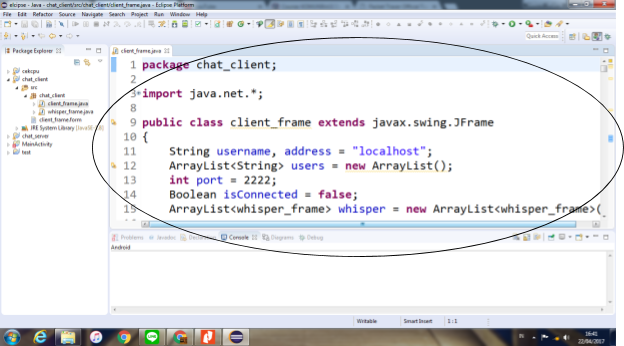 elcipse - Java - chat_client/src/chat_client/client_frame.java - Eclipse Platform
File Edit Refactor Source Navigate Search Project Run Window Help
Quick Access
Package Explorer
cekcpu
chat_client
src
chat_client
client_frame.java
whisper_frame.java
client_frame.form
JRE System Library
chat_server
MainActivity
test
client_frame.java
1 package chat_client;
2
3 import java.net.*;
8
9 public class client_frame extends javax.swing.JFrame
10 {
11 String username, address = "localhost";
12 ArrayList<String> users = new ArrayList();
13 int port = 2222;
14 Boolean isConnected = false;
15 ArrayList<whisper_frame> whisper = new ArrayList<whisper_frame>(
Problems Javadoc Declaration Console Diagrams Debug
Android
Writable Smart Insert 1 : 1
IN
16:41
22/04/2017